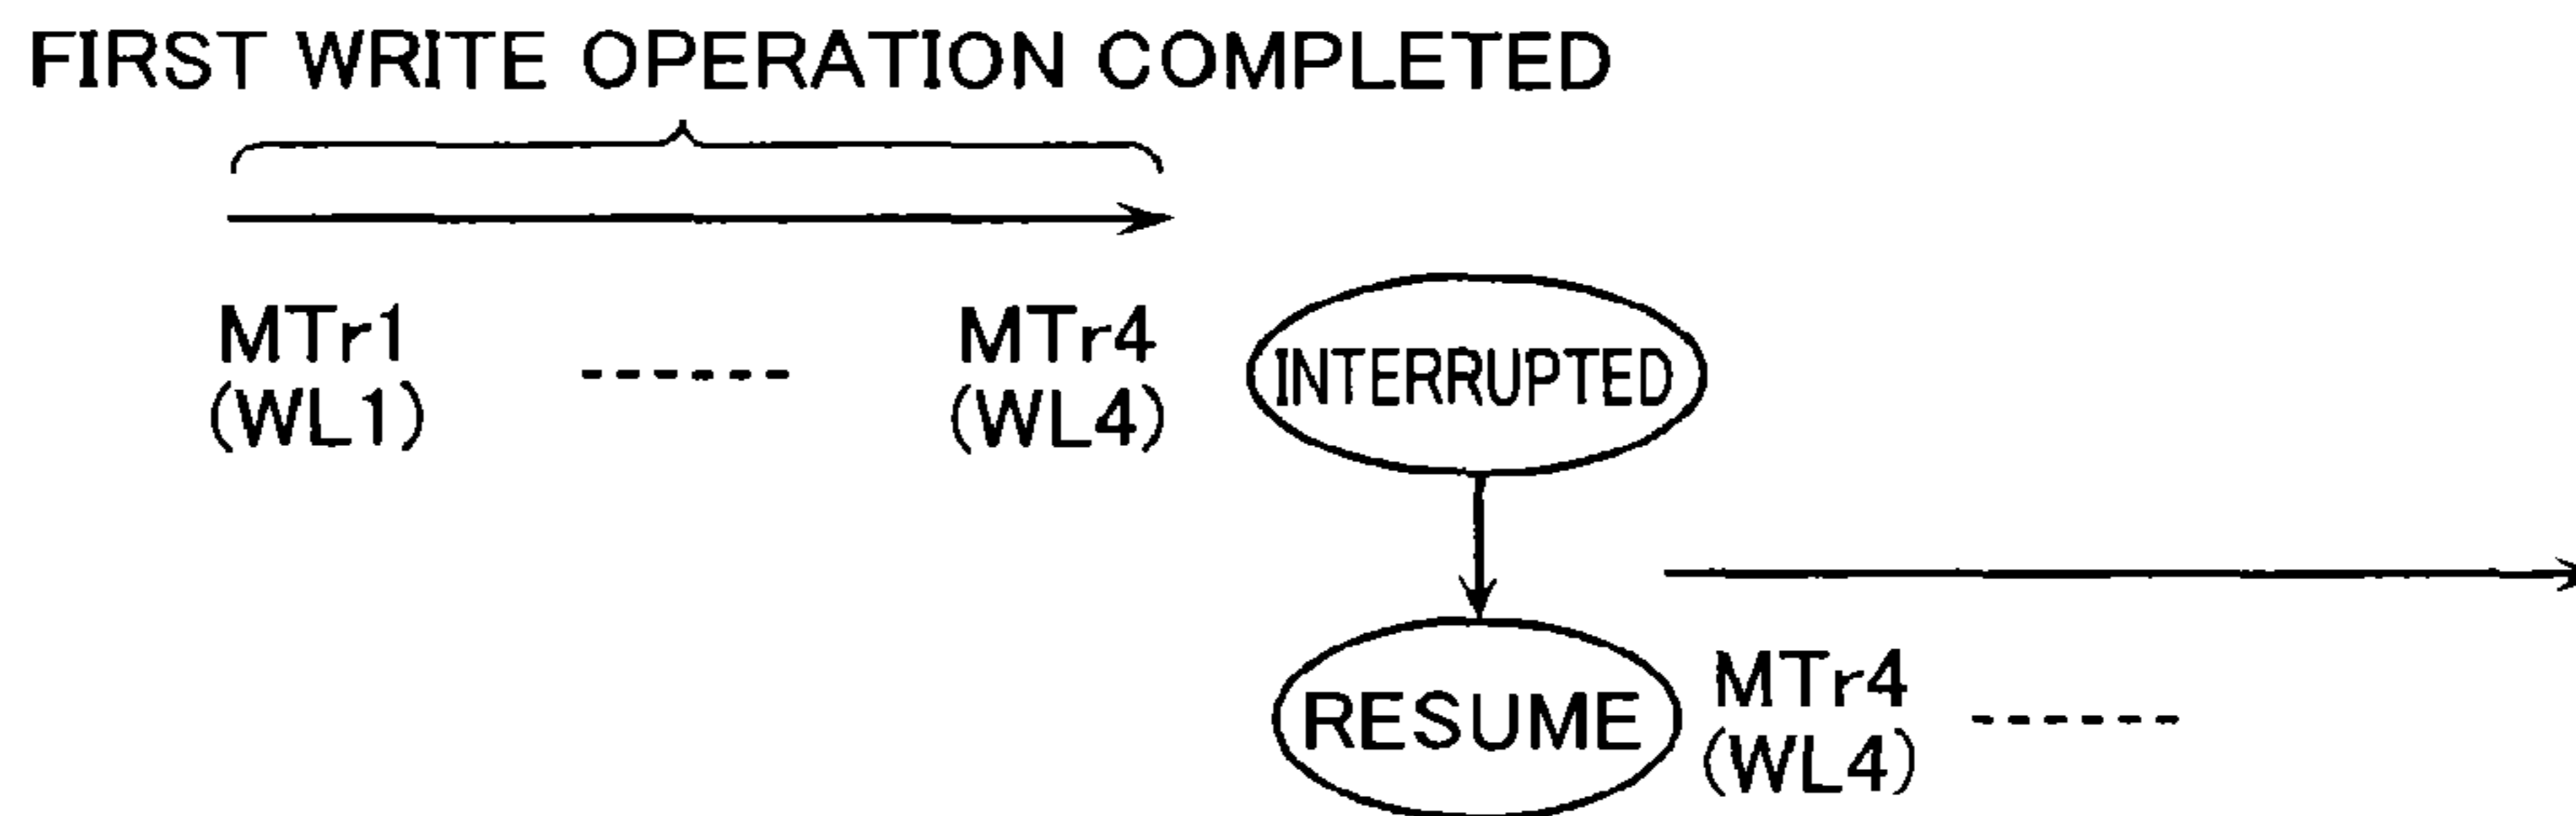 FIRST WRITE OPERATION COMPLETED
MTr1 ------ MTr4
(WL1) (WL4)
INTERRUPTED
RESUME
MTr4 ------
(WL4)